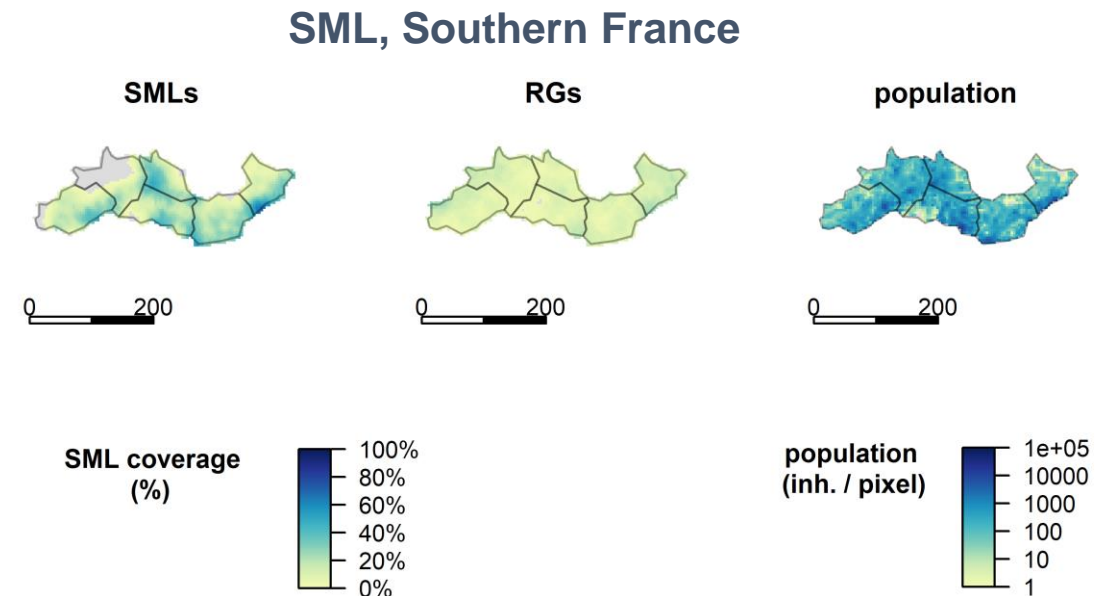 SML, Southern France
SMLs
RGs
population
0 200
0 200
0 200
SML coverage
(%)
100%
80%
60%
40%
20%
0%
population
(inh. / pixel)
1e+05
10000
1000
100
10
1